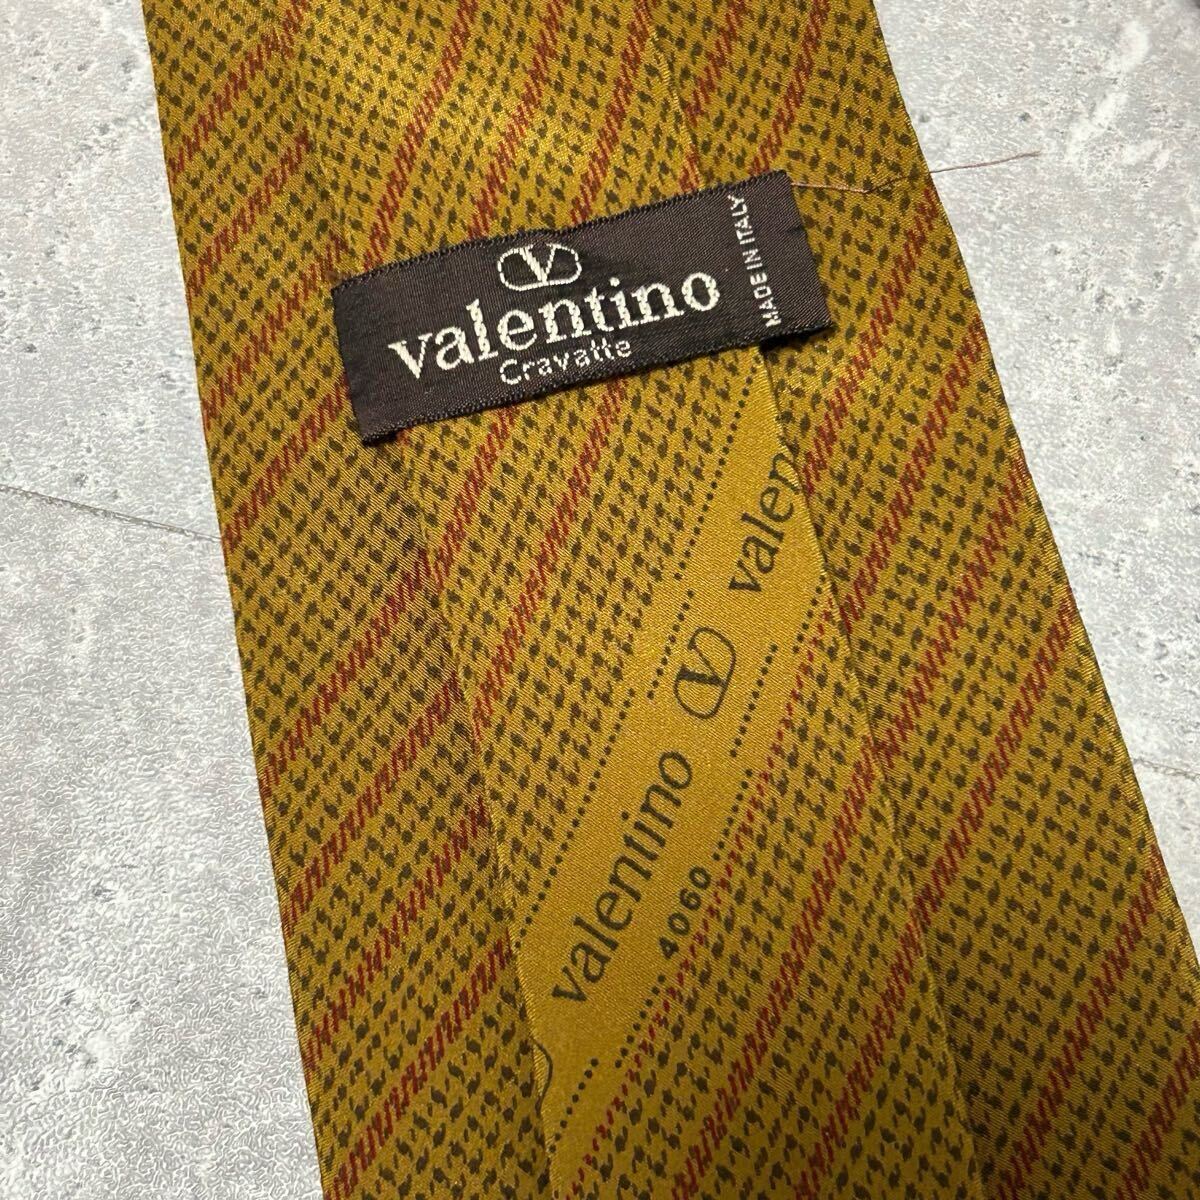 V
valentino
Cravatte
MADE IN ITALY
valen
V
valentino
4060